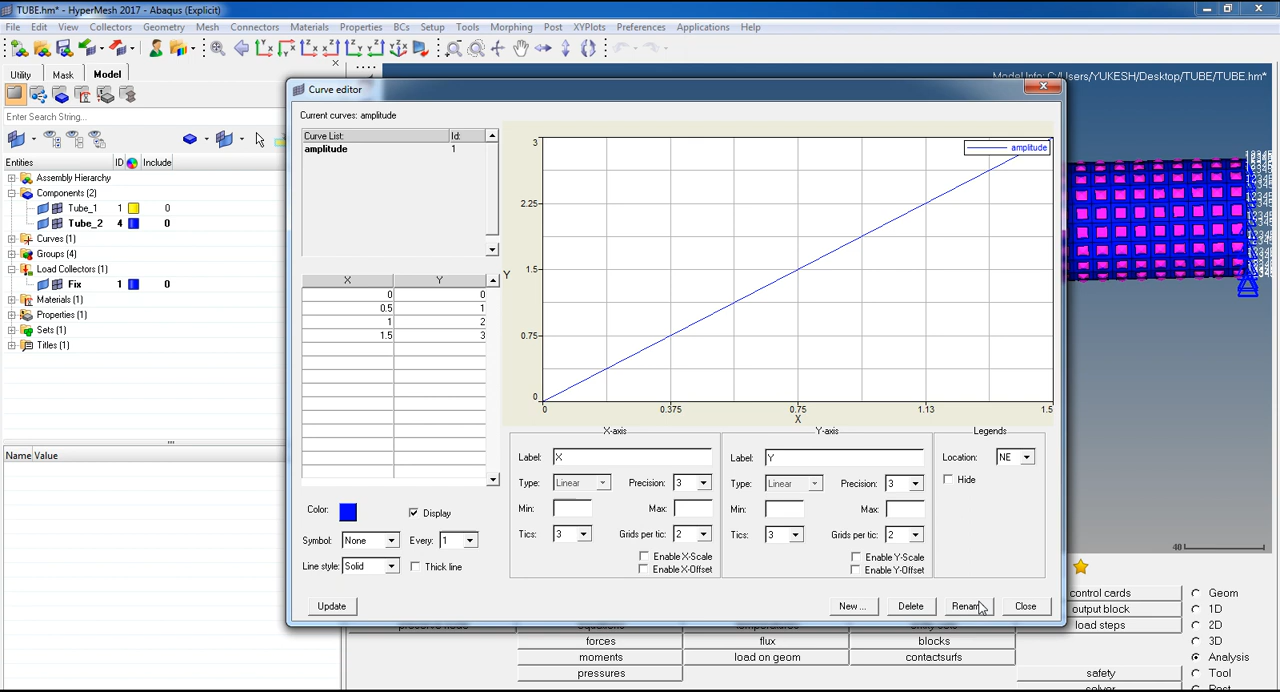 TUBE.hm* - HyperMesh 2017 - Abaqus (Explicit)
File Edit View Collectors Geometry Mesh Connectors Materials Properties BCs Setup Tools Morphing Post XYPlots Preferences Applications Help
Utility Mask Model
Enter Search String...
Entities ID Include
Assembly Hierarchy
Components (2)
Tube_1 1 0
Tube_2 4 0
Curves (1)
Groups (4)
Load Collectors (1)
Fix 1 0
Materials (1)
Properties (1)
Sets (1)
Titles (1)
Name Value
Model Info: C:/Users/YUKESH/Desktop/TUBE/TUBE.hm*
Curve editor
Current curves: amplitude
Curve List: Id:
amplitude 1
X Y
0 0
0.5 1
1 2
1.5 3
amplitude
3
2.25
1.5
0.75
0
Y
0 0.375 0.75 1.13 1.5
X
X-axis
Label: X
Type: Linear Precision: 3
Min: Max:
Tics: 3 Grids per tic: 2
Enable X-Scale
Enable X-Offset
Y-axis
Label: Y
Type: Linear Precision: 3
Min: Max:
Tics: 3 Grids per tic: 2
Enable Y-Scale
Enable Y-Offset
Legends
Location: NE
Hide
Color: Display
Symbol: None Every: 1
Line style: Solid Thick line
Update New ... Delete Renam Close
40
control cards Geom
output block 1D
load steps 2D
forces flux blocks 3D
moments load on geom contactsurfs Analysis
pressures safety Tool
solver Post